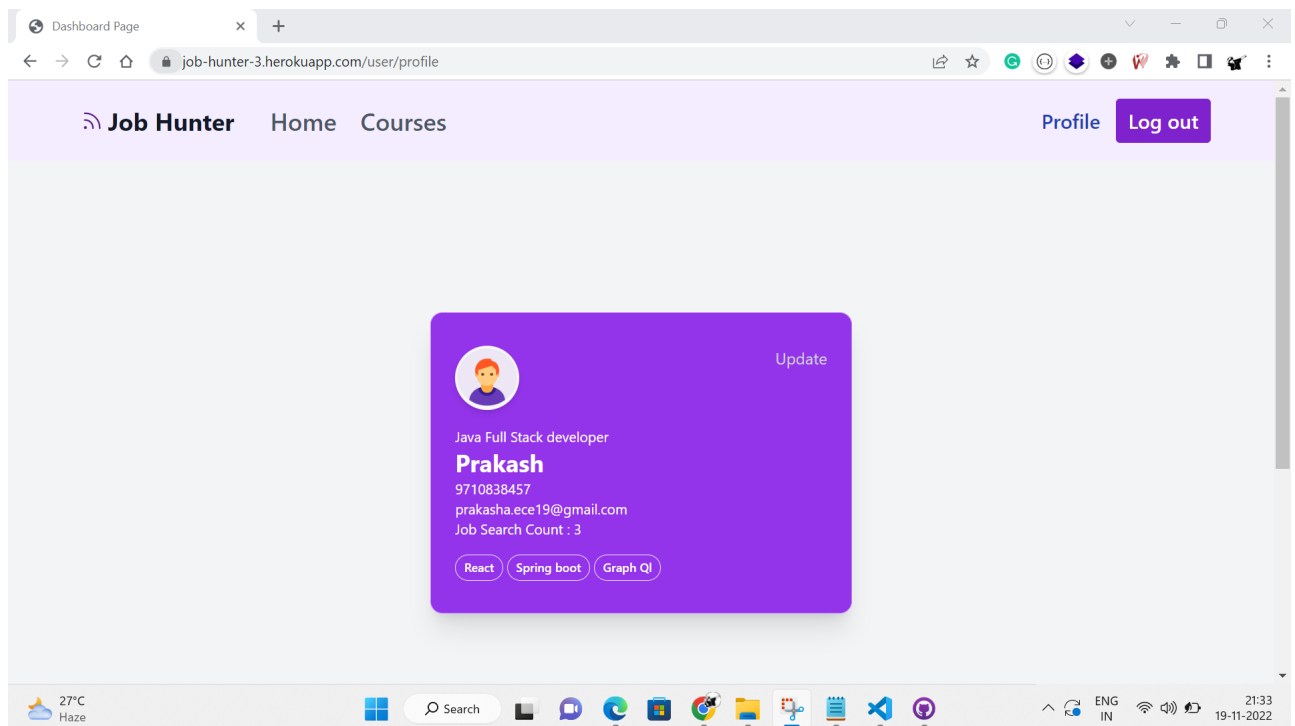 Dashboard Page
job-hunter-3.herokuapp.com/user/profile
Job Hunter Home Courses Profile Log out
Update
Java Full Stack developer
Prakash
9710838457
prakasha.ece19@gmail.com
Job Search Count : 3
React Spring boot Graph Ql
27°C
Haze
Search
ENG
IN
21:33
19-11-2022